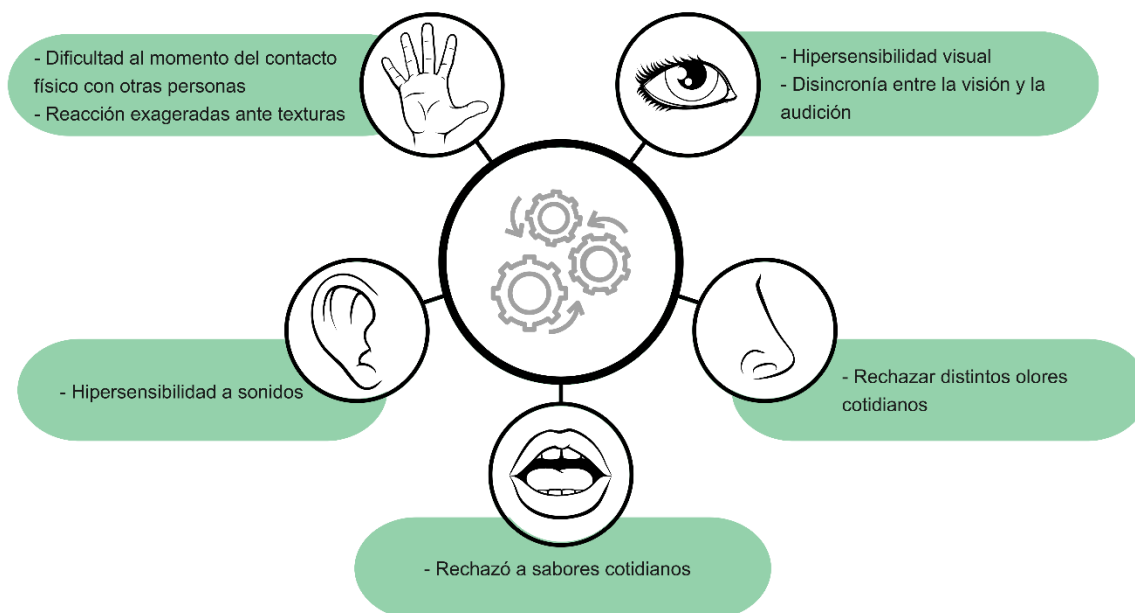 - Dificultad al momento del contacto
físico con otras personas
- Reacción exageradas ante texturas
- Hipersensibilidad visual
- Disincronía entre la visión y la
audición
- Hipersensibilidad a sonidos
- Rechazar distintos olores
cotidianos
- Rechazó a sabores cotidianos